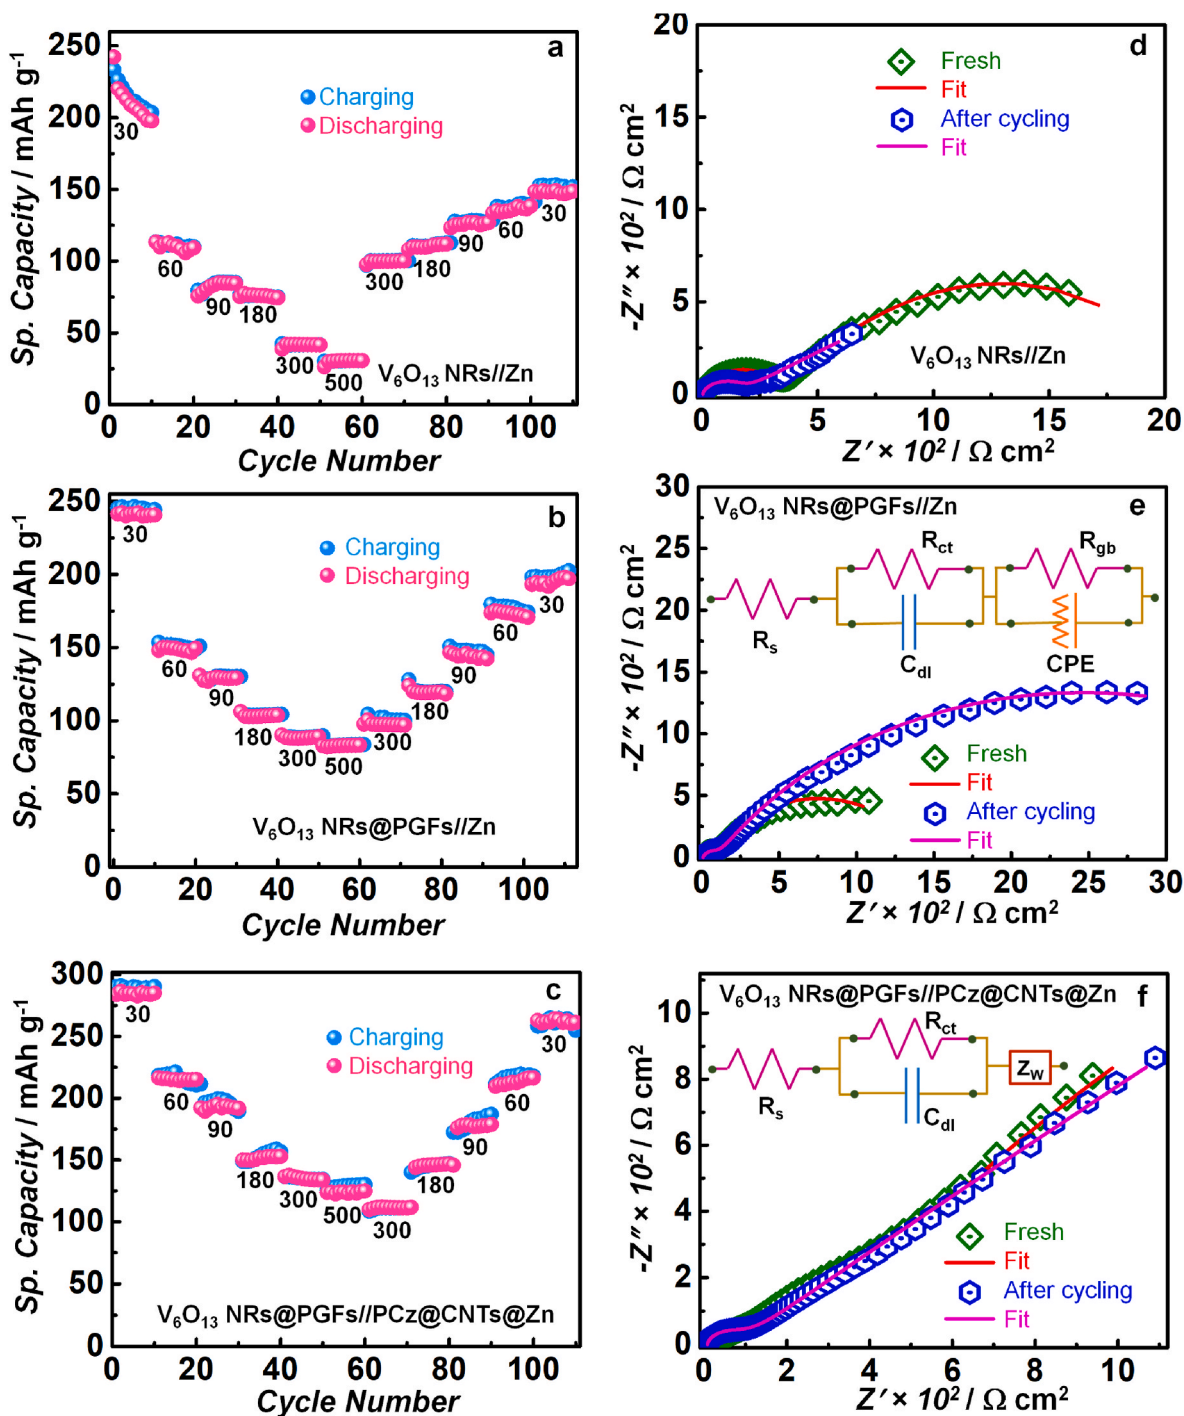 a
Sp. Capacity / mAh g⁻¹
250
200
150
100
50
0
Charging
Discharging
30
60
90
180
300
500
300
180
90
60
30
V₆O₁₃ NRs//Zn
0 20 40 60 80 100
Cycle Number
d
-Z″ × 10² / Ω cm²
20
15
10
5
0
Fresh
Fit
After cycling
Fit
V₆O₁₃ NRs//Zn
0 5 10 15 20
Z′ × 10² / Ω cm²
b
Sp. Capacity / mAh g⁻¹
250
200
150
100
50
0
30
Charging
Discharging
60
90
180
300
500
300
180
90
60
30
V₆O₁₃ NRs@PGFs//Zn
0 20 40 60 80 100
Cycle Number
e
-Z″ × 10² / Ω cm²
30
25
20
15
10
5
0
V₆O₁₃ NRs@PGFs//Zn
Rct
Rgb
Rs
Cdl
CPE
Fresh
Fit
After cycling
Fit
0 5 10 15 20 25 30
Z′ × 10² / Ω cm²
c
Sp. Capacity / mAh g⁻¹
300
250
200
150
100
50
0
30
Charging
Discharging
60
90
180
300
500
300
180
90
60
30
V₆O₁₃ NRs@PGFs//PCz@CNTs@Zn
0 20 40 60 80 100
Cycle Number
f
-Z″ × 10² / Ω cm²
10
8
6
4
2
0
V₆O₁₃ NRs@PGFs//PCz@CNTs@Zn
Rct
Rs
Cdl
Zw
Fresh
Fit
After cycling
Fit
0 2 4 6 8 10
Z′ × 10² / Ω cm²